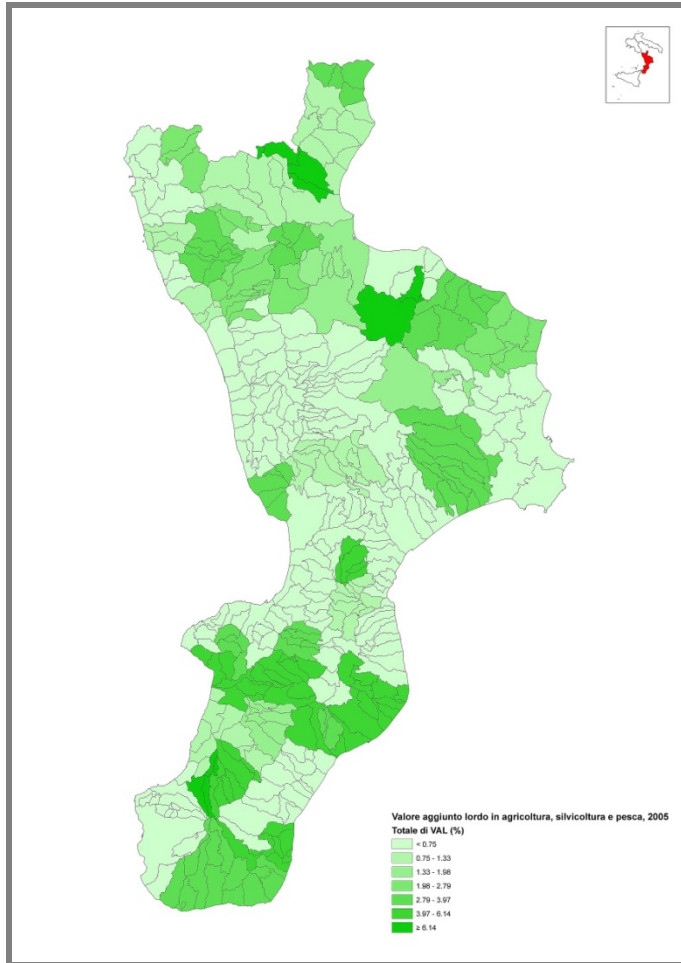 Valore aggiunto lordo in agricoltura, silvicoltura e pesca, 2005
Totale di VAL (%)
< 0.75
0.75 - 1.33
1.33 - 1.98
1.98 - 2.79
2.79 - 3.97
3.97 - 6.14
≥ 6.14